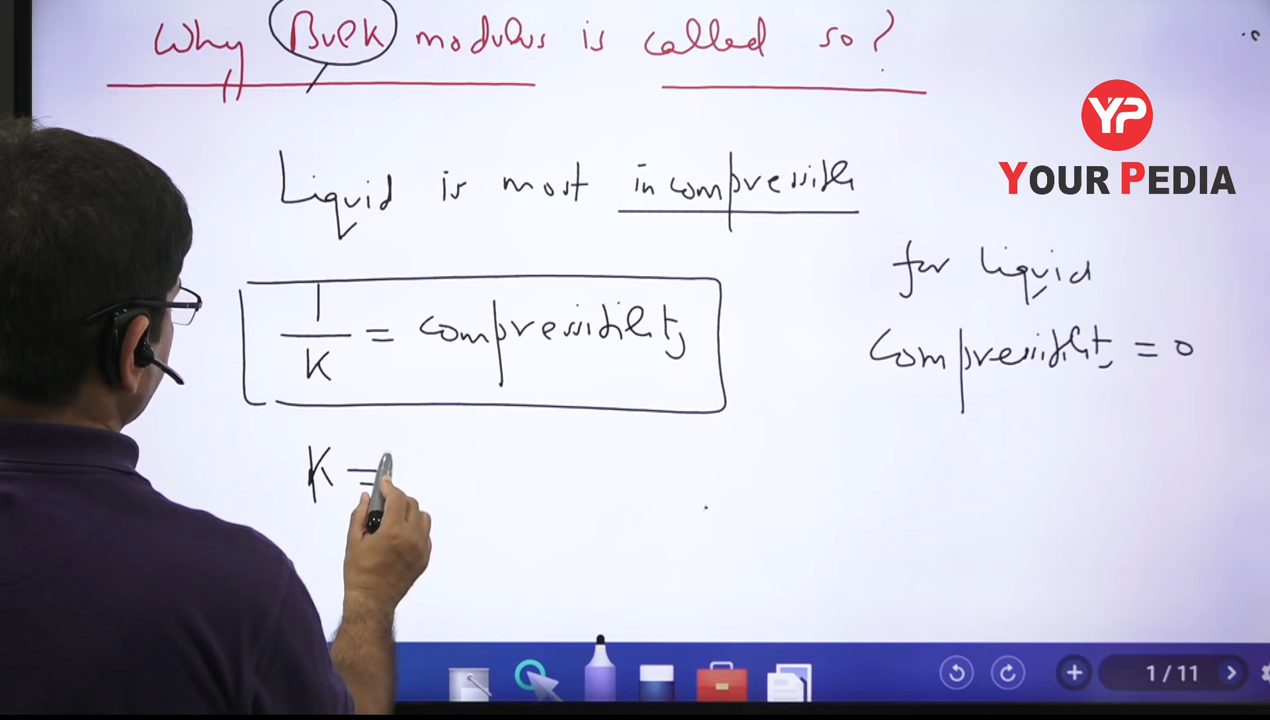 Why Bulk modulus is called so?
YP
YOUR PEDIA
Liquid is most incompressible
for liquid
1/K = compressibility
compressibility = 0
K =
1 / 11